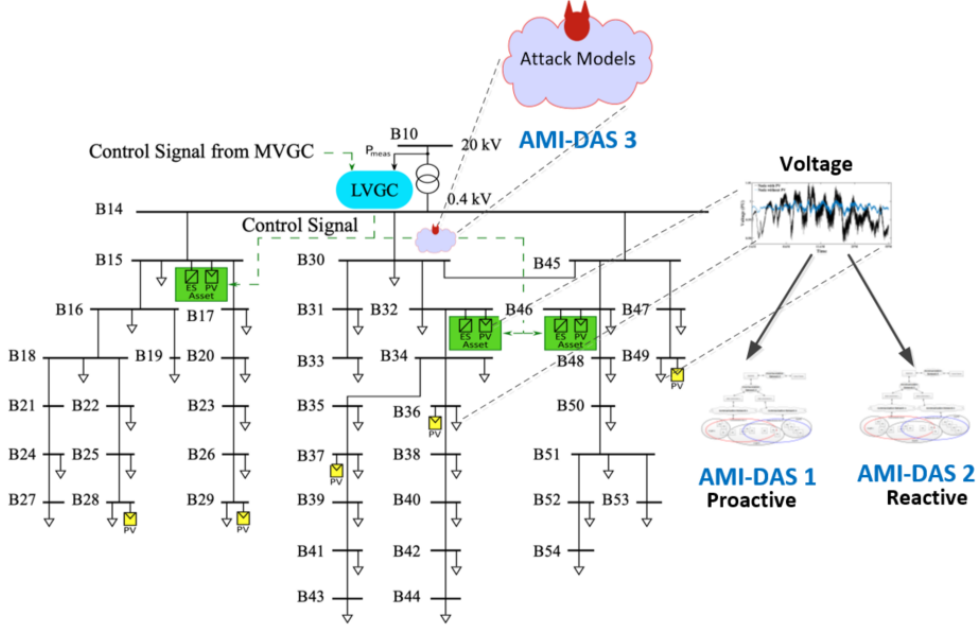 Attack Models
AMI-DAS 3
B10
20 kV
Pmeas
Control Signal from MVGC
LVGC
0.4 kV
Voltage
B14
Control Signal
B15
B30
B45
ES PV
Asset
B16
B17
B31
B32
B46
B47
ES PV
Asset
ES PV
Asset
B18
B19
B20
B33
B34
B48
B49
PV
B21
B22
B23
B35
B36
B50
PV
B24
B25
B26
B37
B38
B51
PV
B27
B28
B29
B39
B40
B52
B53
PV
PV
B41
B42
B54
B43
B44
AMI-DAS 1
Proactive
AMI-DAS 2
Reactive